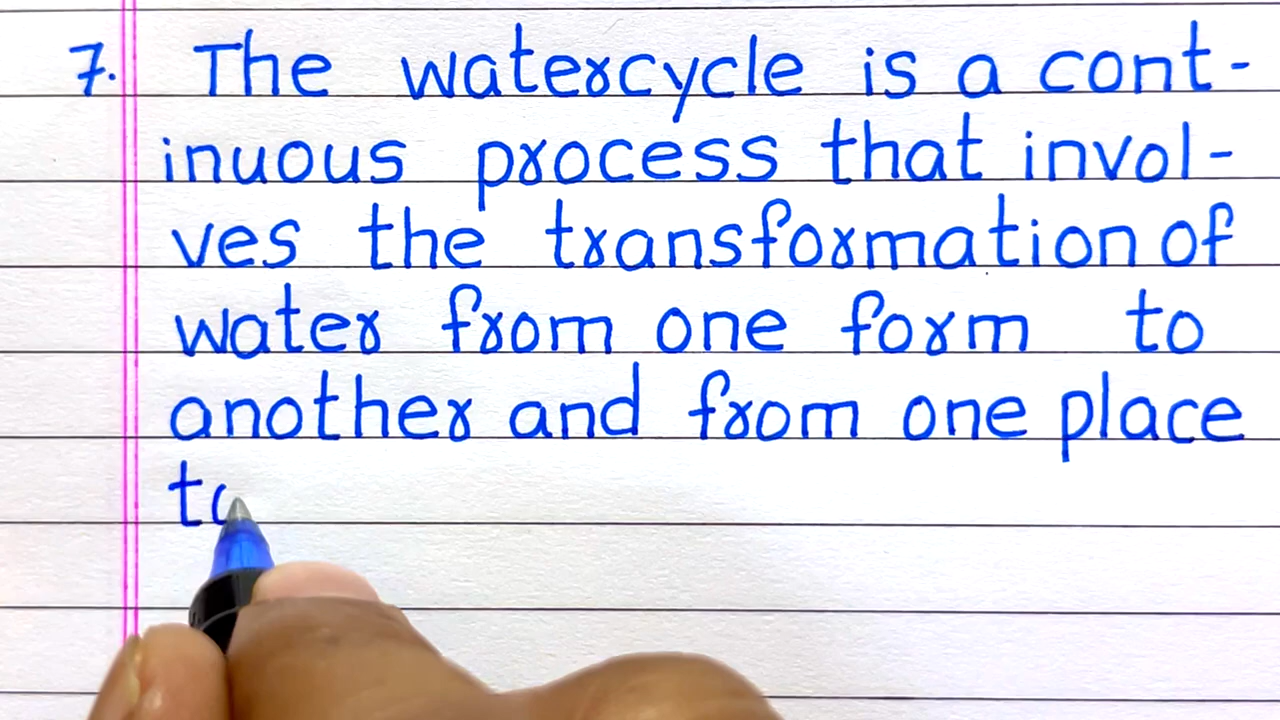 7. The watercycle is a cont-
inuous process that invol-
ves the transformation of
water from one form to
another and from one place
to